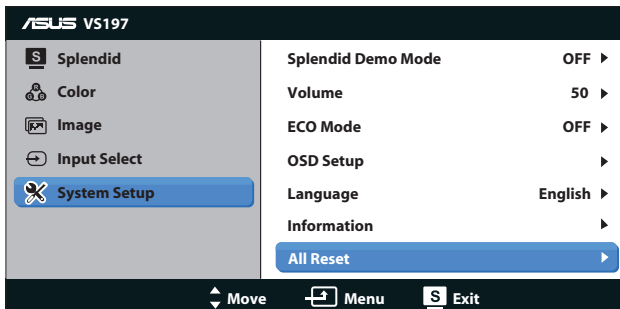 ASUS VS197
S Splendid
Color
Image
Input Select
System Setup
Splendid Demo Mode OFF
Volume 50
ECO Mode OFF
OSD Setup
Language English
Information
All Reset
Move Menu S Exit